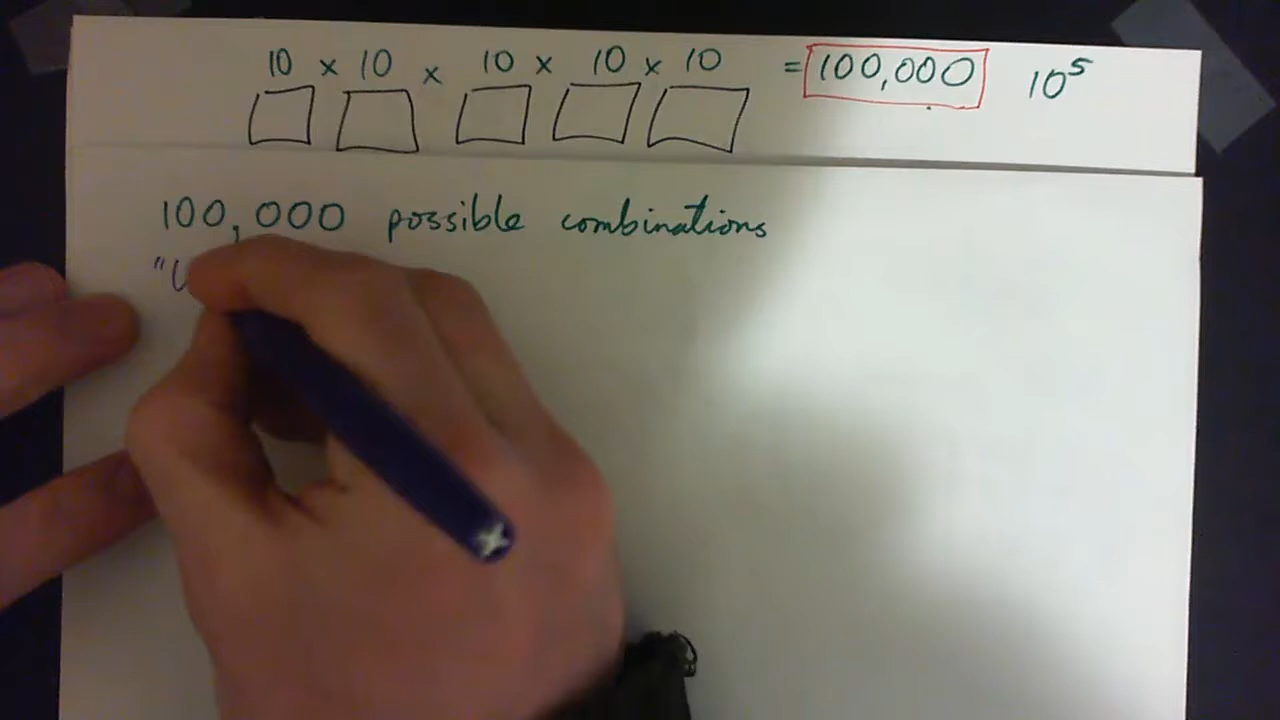 10 × 10 × 10 × 10 × 10 = 100,000 10⁵
100,000 possible combinations